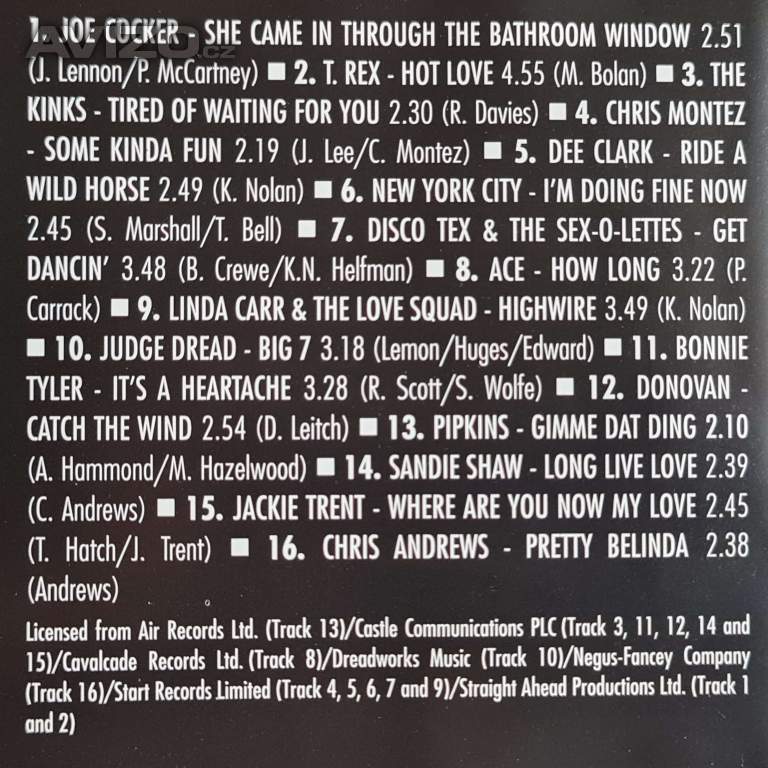 1. JOE COCKER - SHE CAME IN THROUGH THE BATHROOM WINDOW 2.51
(J. Lennon/P. McCartney) ■ 2. T. REX - HOT LOVE 4.55 (M. Bolan) ■ 3. THE
KINKS - TIRED OF WAITING FOR YOU 2.30 (R. Davies) ■ 4. CHRIS MONTEZ
- SOME KINDA FUN 2.19 (J. Lee/C. Montez) ■ 5. DEE CLARK - RIDE A
WILD HORSE 2.49 (K. Nolan) ■ 6. NEW YORK CITY - I'M DOING FINE NOW
2.45 (S. Marshall/T. Bell) ■ 7. DISCO TEX & THE SEX-O-LETTES - GET
DANCIN' 3.48 (B. Crewe/K.N. Helfman) ■ 8. ACE - HOW LONG 3.22 (P.
Carrack) ■ 9. LINDA CARR & THE LOVE SQUAD - HIGHWIRE 3.49 (K. Nolan)
■ 10. JUDGE DREAD - BIG 7 3.18 (Lemon/Huges/Edward) ■ 11. BONNIE
TYLER - IT'S A HEARTACHE 3.28 (R. Scott/S. Wolfe) ■ 12. DONOVAN -
CATCH THE WIND 2.54 (D. Leitch) ■ 13. PIPKINS - GIMME DAT DING 2.10
(A. Hammond/M. Hazelwood) ■ 14. SANDIE SHAW - LONG LIVE LOVE 2.39
(C. Andrews) ■ 15. JACKIE TRENT - WHERE ARE YOU NOW MY LOVE 2.45
(T. Hatch/J. Trent) ■ 16. CHRIS ANDREWS - PRETTY BELINDA 2.38
(Andrews)
Licensed from Air Records Ltd. (Track 13)/Castle Communications PLC (Track 3, 11, 12, 14 and
15)/Cavalcade Records Ltd. (Track 8)/Dreadworks Music (Track 10)/Negus-Fancey Company
(Track 16)/Start Records Limited (Track 4, 5, 6, 7 and 9)/Straight Ahead Productions Ltd. (Track 1
and 2)
AVIZO.cz